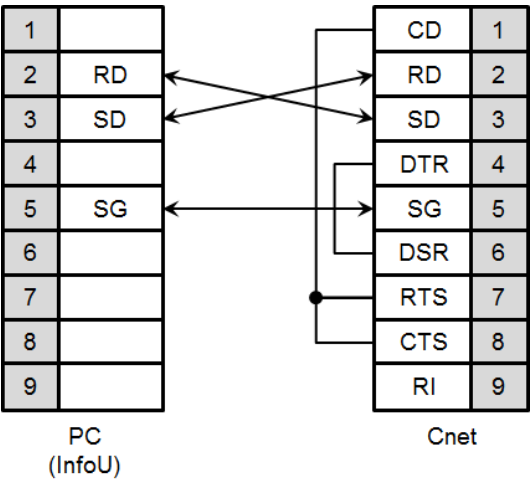 1 CD 1
2 RD RD 2
3 SD SD 3
4 DTR 4
5 SG SG 5
6 DSR 6
7 RTS 7
8 CTS 8
9 RI 9
PC Cnet
(InfoU)